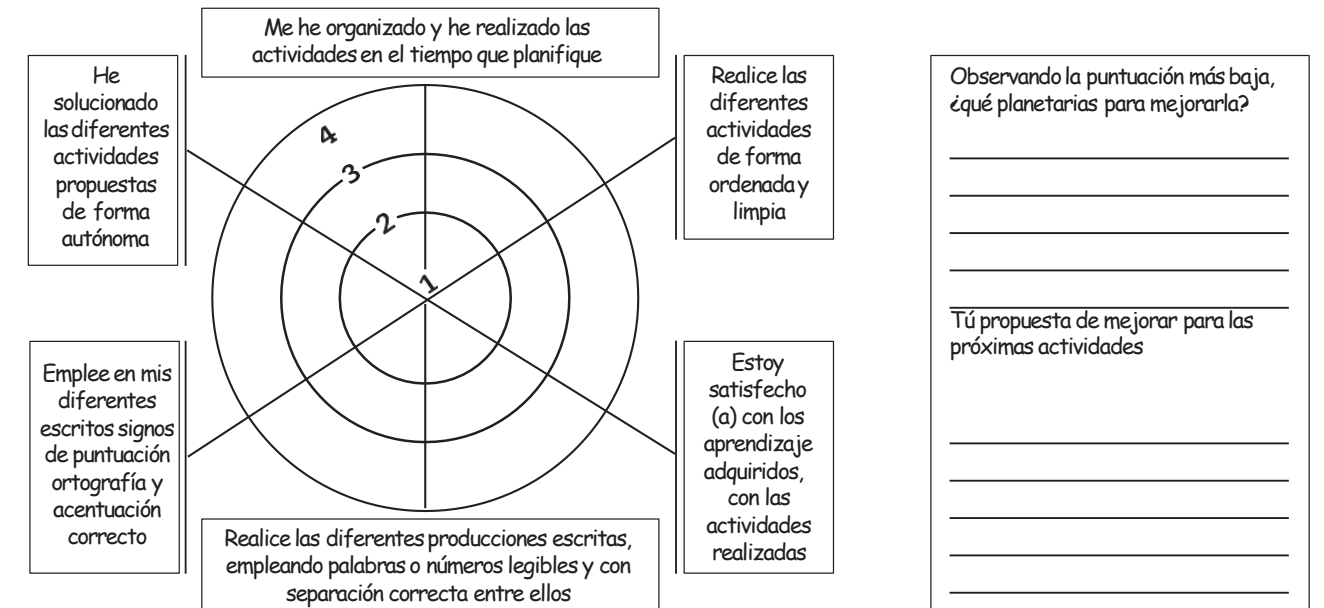 Me he organizado y he realizado las
actividades en el tiempo que planifique
He
solucionado
las diferentes
actividades
propuestas
de forma
autónoma
Realice las
diferentes
actividades
de forma
ordenada y
limpia
4
3
2
1
Emplee en mis
diferentes
escritos signos
de puntuación
ortografía y
acentuación
correcto
Estoy
satisfecho
(a) con los
aprendizaje
adquiridos,
con las
actividades
realizadas
Realice las diferentes producciones escritas,
empleando palabras o números legibles y con
separación correcta entre ellos
Observando la puntuación más baja,
¿qué planetarias para mejorarla?
Tú propuesta de mejorar para las
próximas actividades